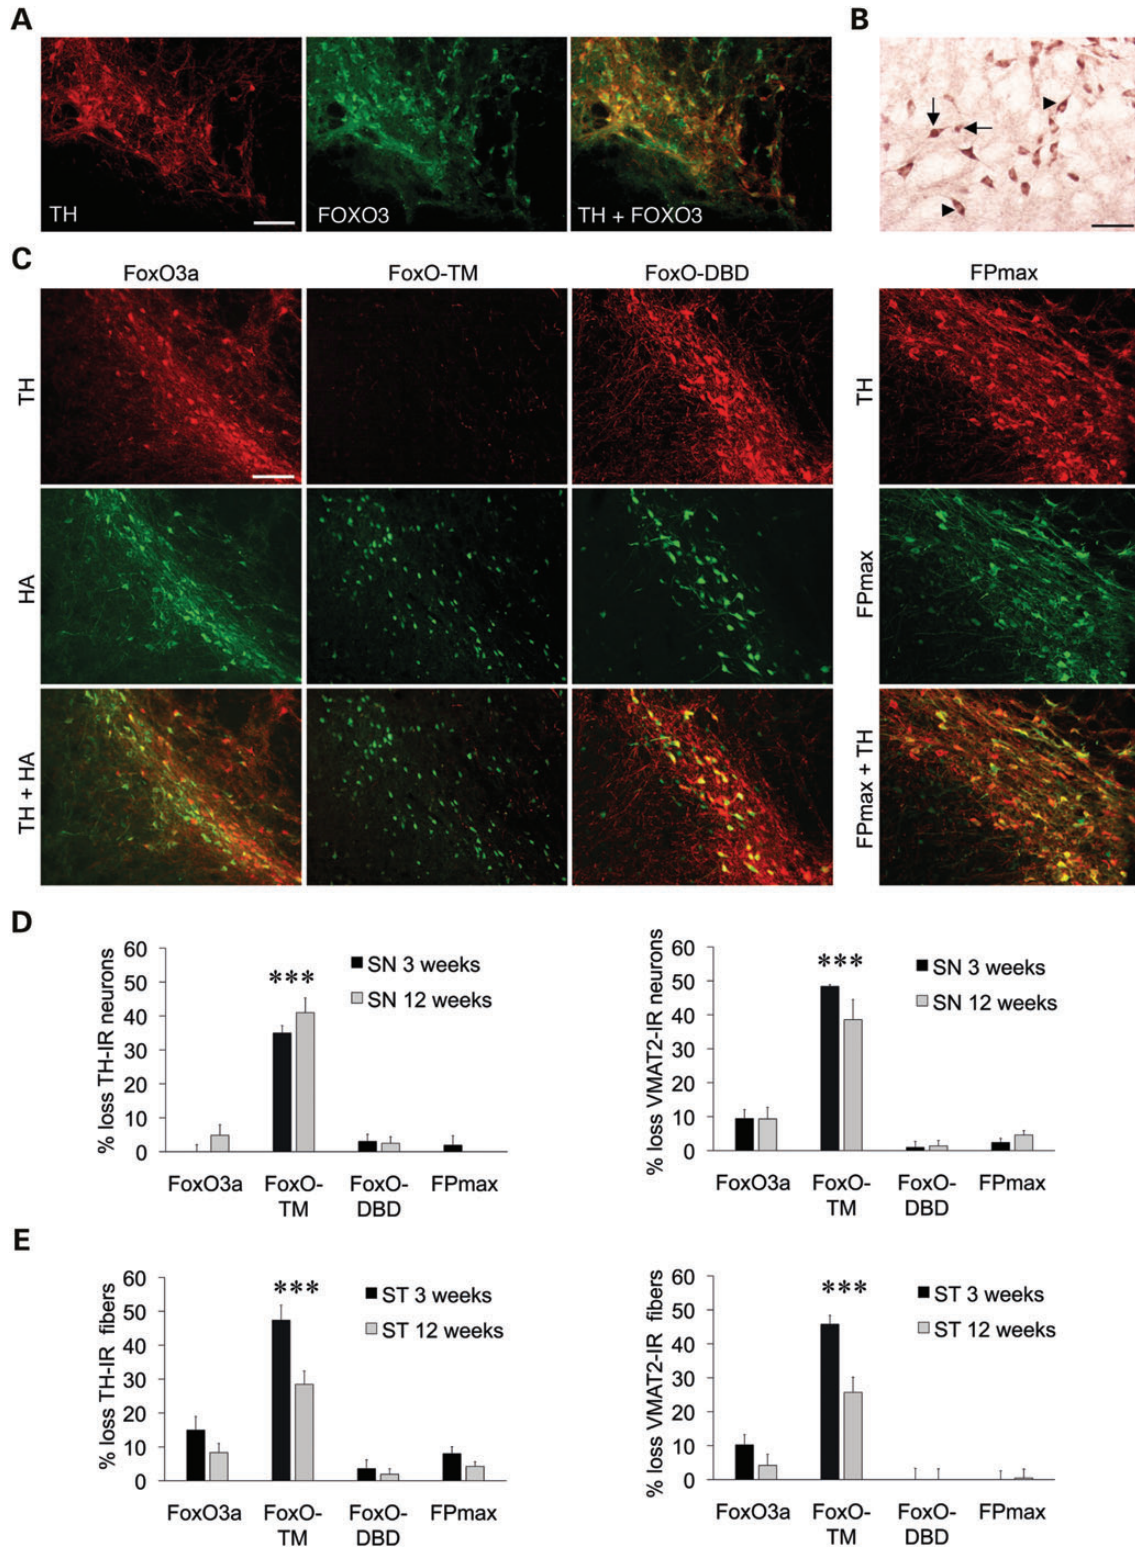 A
B
TH
FOXO3
TH + FOXO3
C
FoxO3a
FoxO-TM
FoxO-DBD
FPmax
TH
TH
HA
FPmax
TH + HA
FPmax + TH
D
% loss TH-IR neurons
60
50
40
30
20
10
0
***
SN 3 weeks
SN 12 weeks
FoxO3a
FoxO-
TM
FoxO-
DBD
FPmax
% loss VMAT2-IR neurons
60
50
40
30
20
10
0
***
SN 3 weeks
SN 12 weeks
FoxO3a
FoxO-
TM
FoxO-
DBD
FPmax
E
% loss TH-IR fibers
60
50
40
30
20
10
0
***
ST 3 weeks
ST 12 weeks
FoxO3a
FoxO-
TM
FoxO-
DBD
FPmax
% loss VMAT2-IR fibers
60
50
40
30
20
10
0
***
ST 3 weeks
ST 12 weeks
FoxO3a
FoxO-
TM
FoxO-
DBD
FPmax